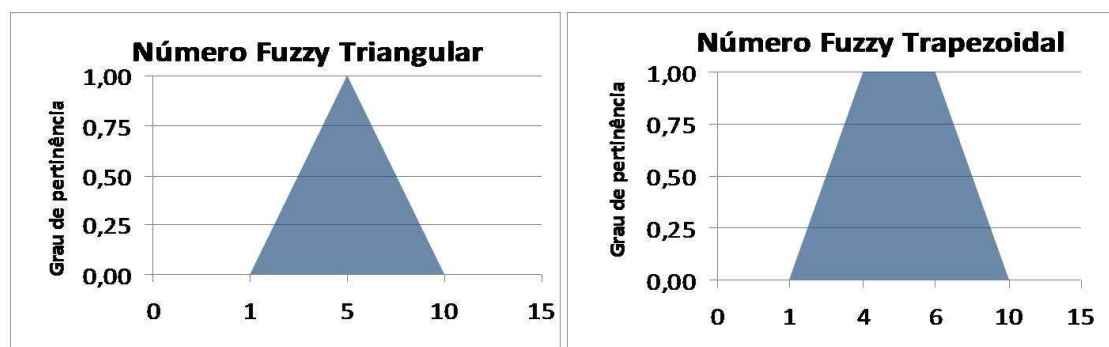 Número Fuzzy Triangular
Grau de pertinência
1,00
0,75
0,50
0,25
0,00
0 1 5 10 15
Número Fuzzy Trapezoidal
Grau de pertinência
1,00
0,75
0,50
0,25
0,00
0 1 4 6 10 15